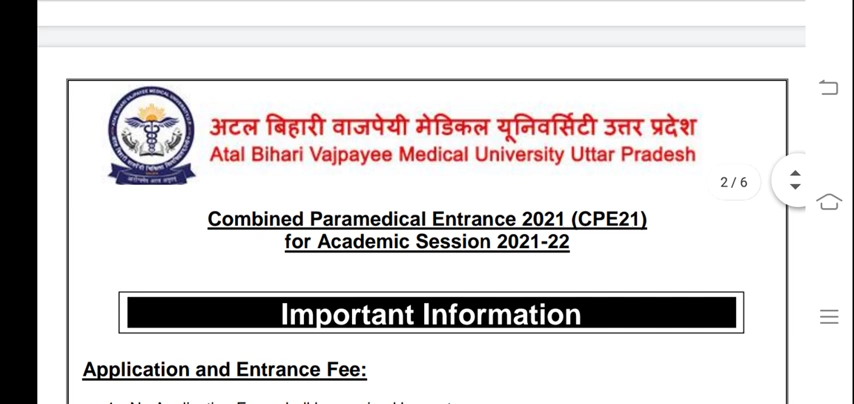 अटल बिहारी वाजपेयी मेडिकल यूनिवर्सिटी उत्तर प्रदेश
Atal Bihari Vajpayee Medical University Uttar Pradesh
2 / 6
Combined Paramedical Entrance 2021 (CPE21)
for Academic Session 2021-22
Important Information
Application and Entrance Fee: